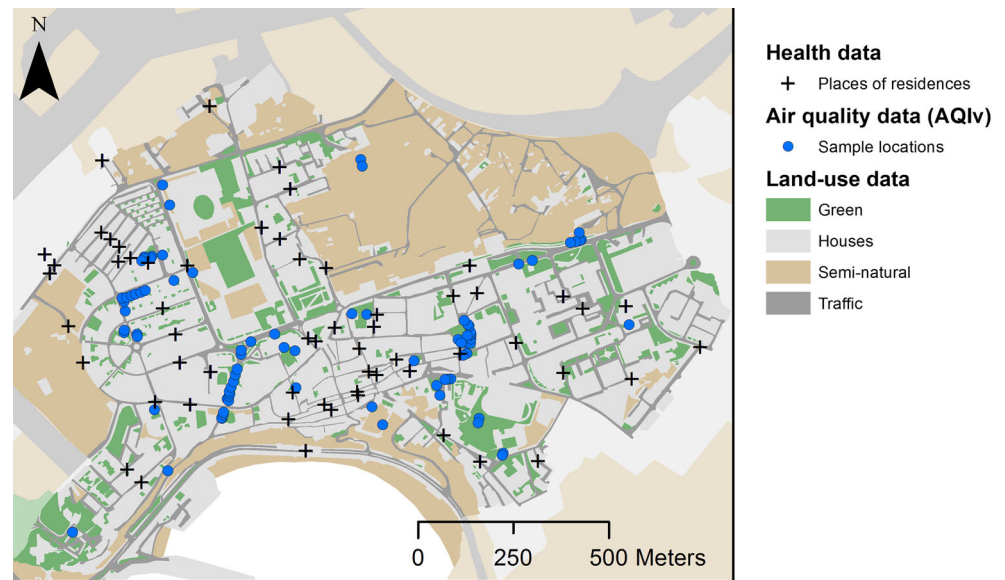 N
Health data
Places of residences
Air quality data (AQIv)
Sample locations
Land-use data
Green
Houses
Semi-natural
Traffic
0 250 500 Meters